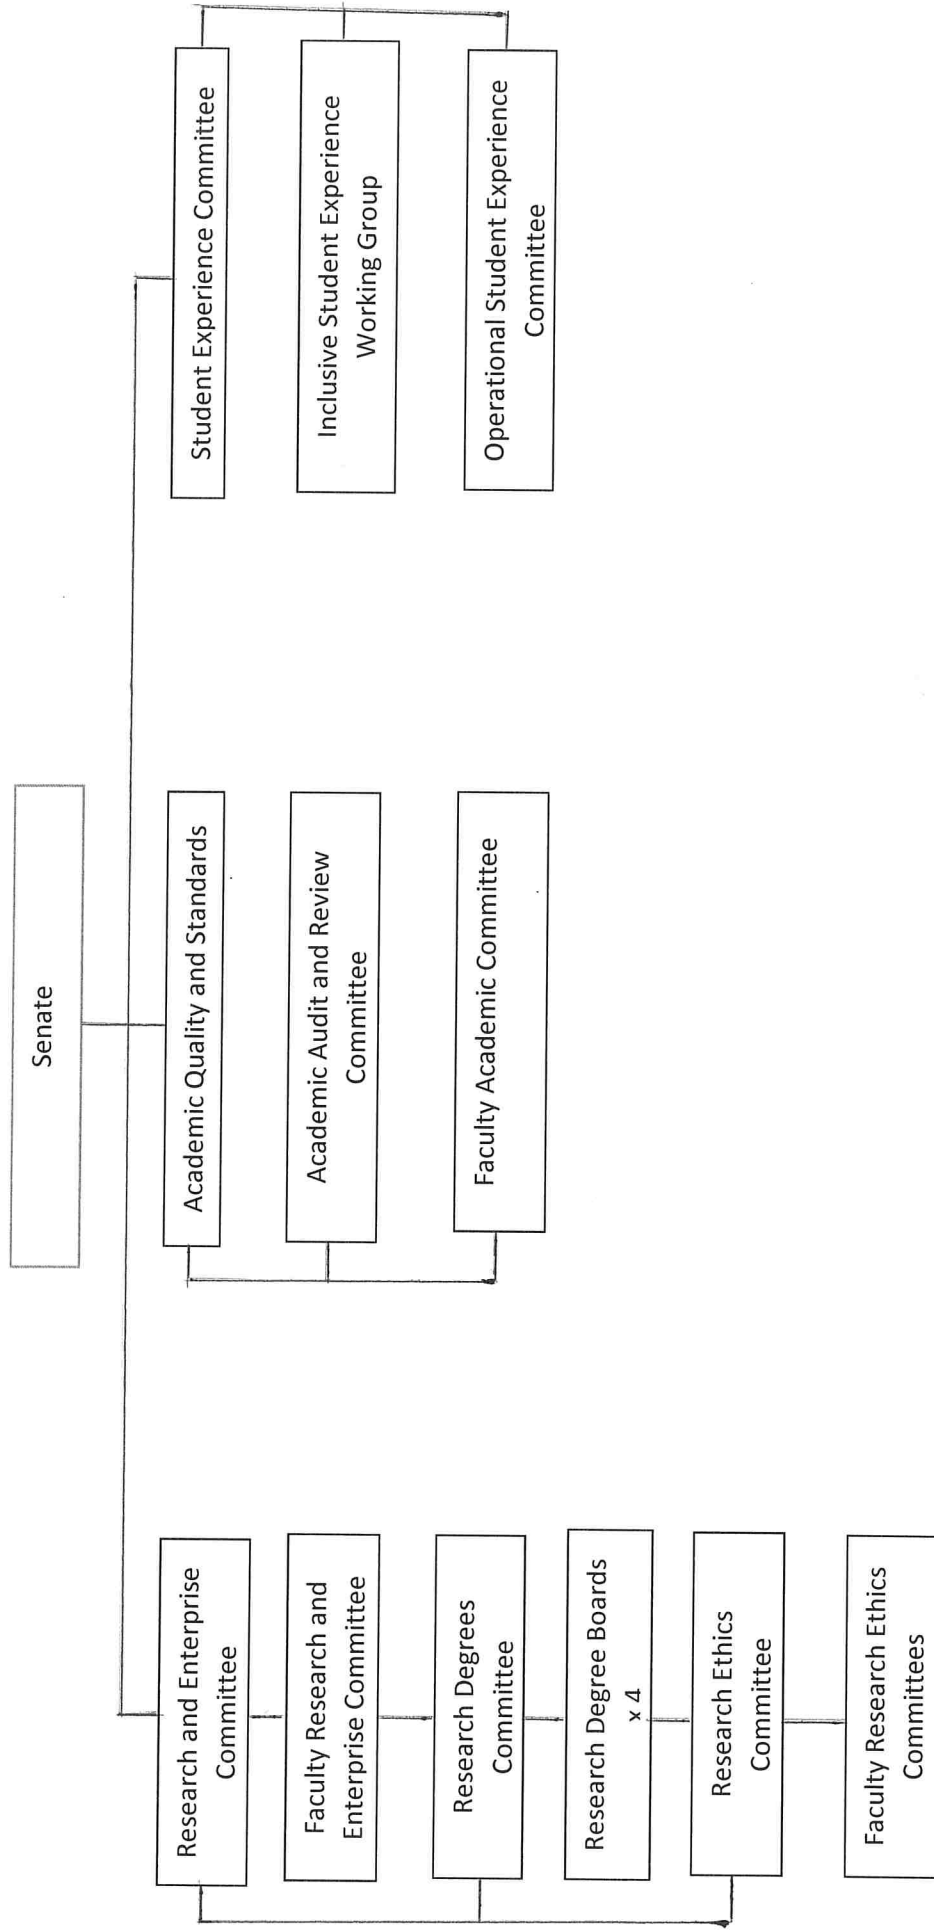 Senate
Research and Enterprise
Committee
Faculty Research and
Enterprise Committee
Research Degrees
Committee
Research Degree Boards
x 4
Research Ethics
Committee
Faculty Research Ethics
Committees
Academic Quality and Standards
Academic Audit and Review
Committee
Faculty Academic Committee
Student Experience Committee
Inclusive Student Experience
Working Group
Operational Student Experience
Committee